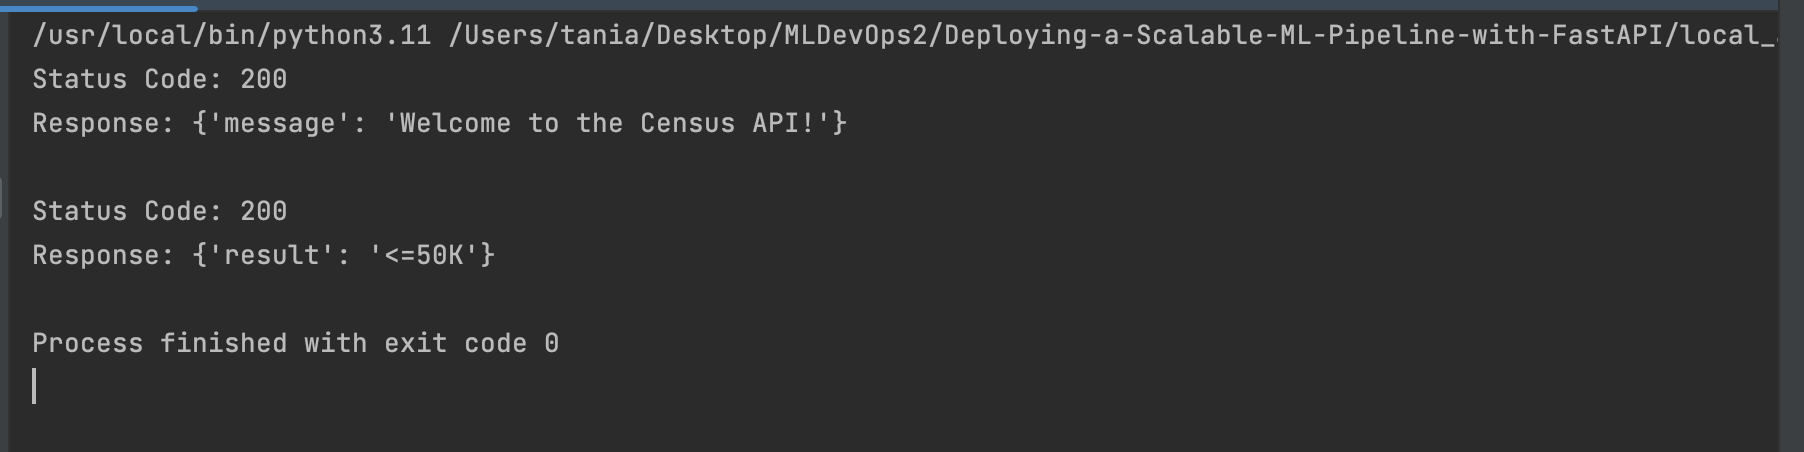 /usr/local/bin/python3.11 /Users/tania/Desktop/MLDevOps2/Deploying-a-Scalable-ML-Pipeline-with-FastAPI/local_
Status Code: 200
Response: {'message': 'Welcome to the Census API!'}
Status Code: 200
Response: {'result': '<=50K'}
Process finished with exit code 0